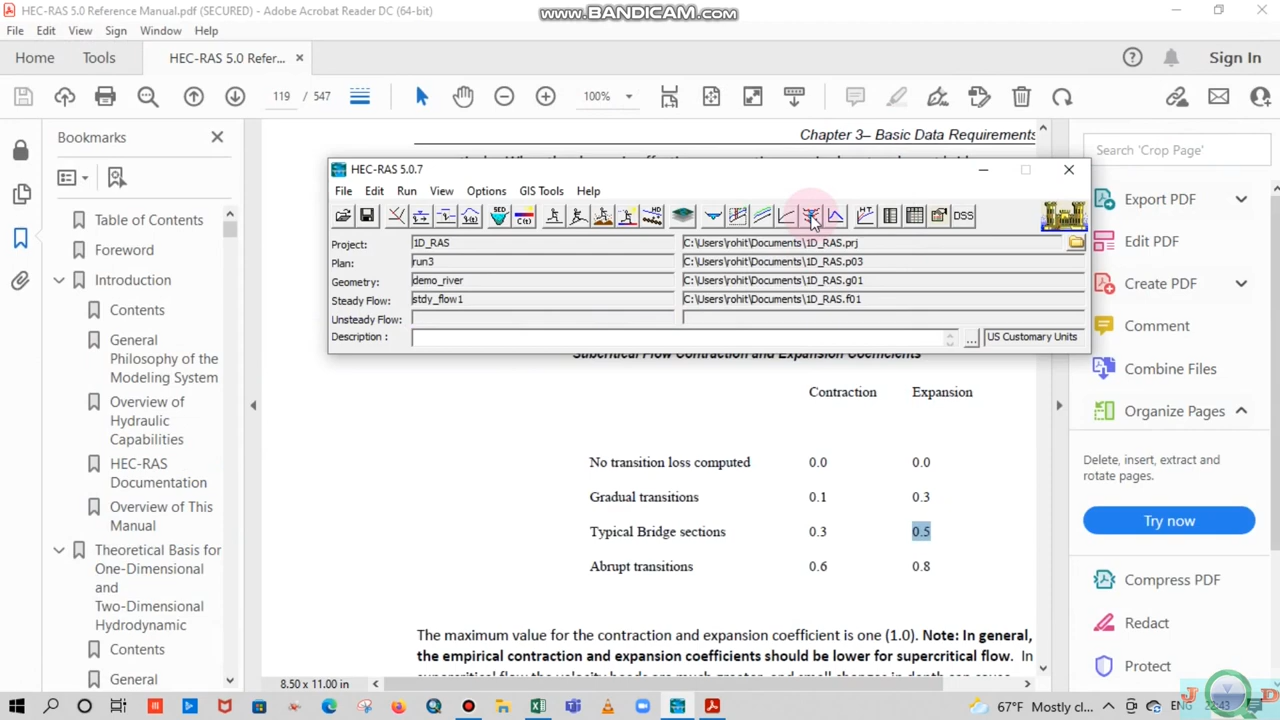 HEC-RAS 5.0 Reference Manual.pdf (SECURED) - Adobe Acrobat Reader DC (64-bit)
www.BANDICAM.com
File Edit View Sign Window Help
Home Tools HEC-RAS 5.0 Refer... × Sign In
119 / 547 100%
Bookmarks
Table of Contents
Foreword
Introduction
Contents
General
Philosophy of the
Modeling System
Overview of
Hydraulic
Capabilities
HEC-RAS
Documentation
Overview of This
Manual
Theoretical Basis for
One-Dimensional
and
Two-Dimensional
Hydrodynamic
Contents
General
Chapter 3– Basic Data Requirements
HEC-RAS 5.0.7
File Edit Run View Options GIS Tools Help
SED C(t) HD H,T DSS
Project: 1D_RAS C:\Users\rohit\Documents\1D_RAS.prj
Plan: run3 C:\Users\rohit\Documents\1D_RAS.p03
Geometry: demo_river C:\Users\rohit\Documents\1D_RAS.g01
Steady Flow: stdy_flow1 C:\Users\rohit\Documents\1D_RAS.f01
Unsteady Flow:
Description : ... US Customary Units
Subcritical Flow Contraction and Expansion Coefficients
Contraction Expansion
No transition loss computed 0.0 0.0
Gradual transitions 0.1 0.3
Typical Bridge sections 0.3 0.5
Abrupt transitions 0.6 0.8
The maximum value for the contraction and expansion coefficient is one (1.0). Note: In general,
the empirical contraction and expansion coefficients should be lower for supercritical flow. In
8.50 x 11.00 in
Search 'Crop Page'
Export PDF
Edit PDF
Create PDF
Comment
Combine Files
Organize Pages
Delete, insert, extract and
rotate pages.
Try now
Compress PDF
Redact
Protect
67°F Mostly cl... ENG 22:43
J D